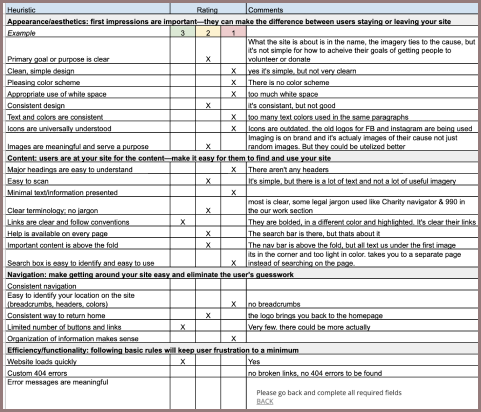 Heuristic Rating Comments
Appearance/aesthetics: first impressions are important—they can make the difference between users staying or leaving your site
Example 3 2 1
What the site is about is in the name, the imagery ties to the cause, but
it's not simple for how to acheive their goals of getting people to
Primary goal or purpose is clear X volunteer or donate
Clean, simple design X yes it's simple, but not very clearn
Pleasing color scheme X There is no color scheme
Appropriate use of white space X too much white space
Consistent design X it's consistant, but not good
Text and colors are consistent X too many text colors used in the same paragraphs
Icons are universally understood X Icons are outdated. the old logos for FB and instagram are being used
Imaging is on brand and it's actualy images of their cause not just
Images are meaningful and serve a purpose X random images. But they could be utelized better
Content: users are at your site for the content—make it easy for them to find and use your site
Major headings are easy to understand X There aren't any headers
Easy to scan X It's simple, but there is a lot of text and not a lot of useful imagery
Minimal text/information presented X
most is clear, some legal jargon used like Charity navigator & 990 in
Clear terminology; no jargon X the our work section
Links are clear and follow conventions X They are bolded, in a different color and highlighted. It's clear their links
Help is available on every page X The search bar is there, but thats about it
Important content is above the fold X The nav bar is above the fold, but all text us under the first image
its in the corner and too light in color. takes you to a separate page
Search box is easy to identify and easy to use X instead of searching on the page.
Navigation: make getting around your site easy and eliminate the user's guesswork
Consistent navigation
Easy to identify your location on the site
(breadcrumbs, headers, colors) X no breadcrumbs
Consistent way to return home X the logo brings you back to the homepage
Limited number of buttons and links X Very few. there could be more actually
Organization of information makes sense X
Efficiency/functionality: following basic rules will keep user frustration to a minimum
Website loads quickly X Yes
Custom 404 errors no broken links, no 404 errors to be found
Error messages are meaningful
Please go back and complete all required fields
BACK